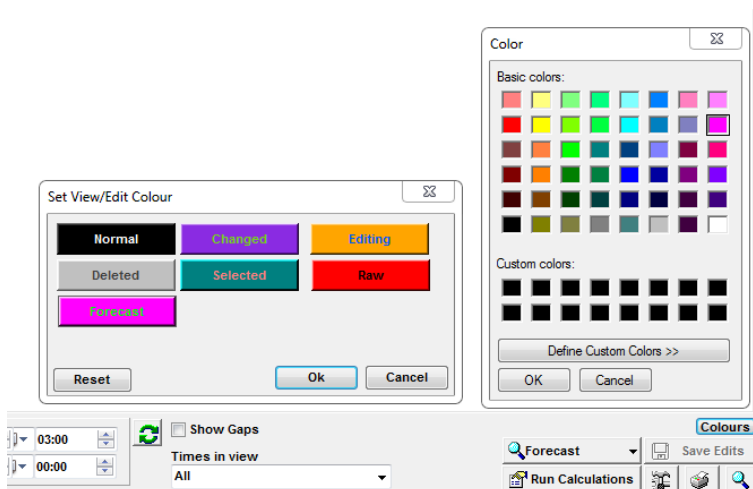 Color
Basic colors:
Custom colors:
Define Custom Colors >>
OK Cancel
Set View/Edit Colour
Normal Changed Editing
Deleted Selected Raw
Forecast
Reset Ok Cancel
Colours
03:00 Show Gaps Forecast Save Edits
00:00 Times in view
All Run Calculations